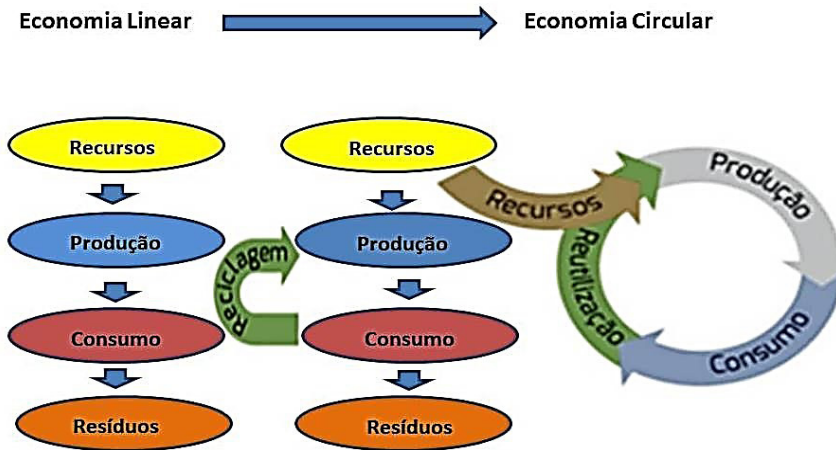 Economia Linear
Economia Circular
Recursos
Produção
Consumo
Resíduos
Reciclagem
Recursos
Produção
Consumo
Resíduos
Recursos
Produção
Consumo
Reutilização